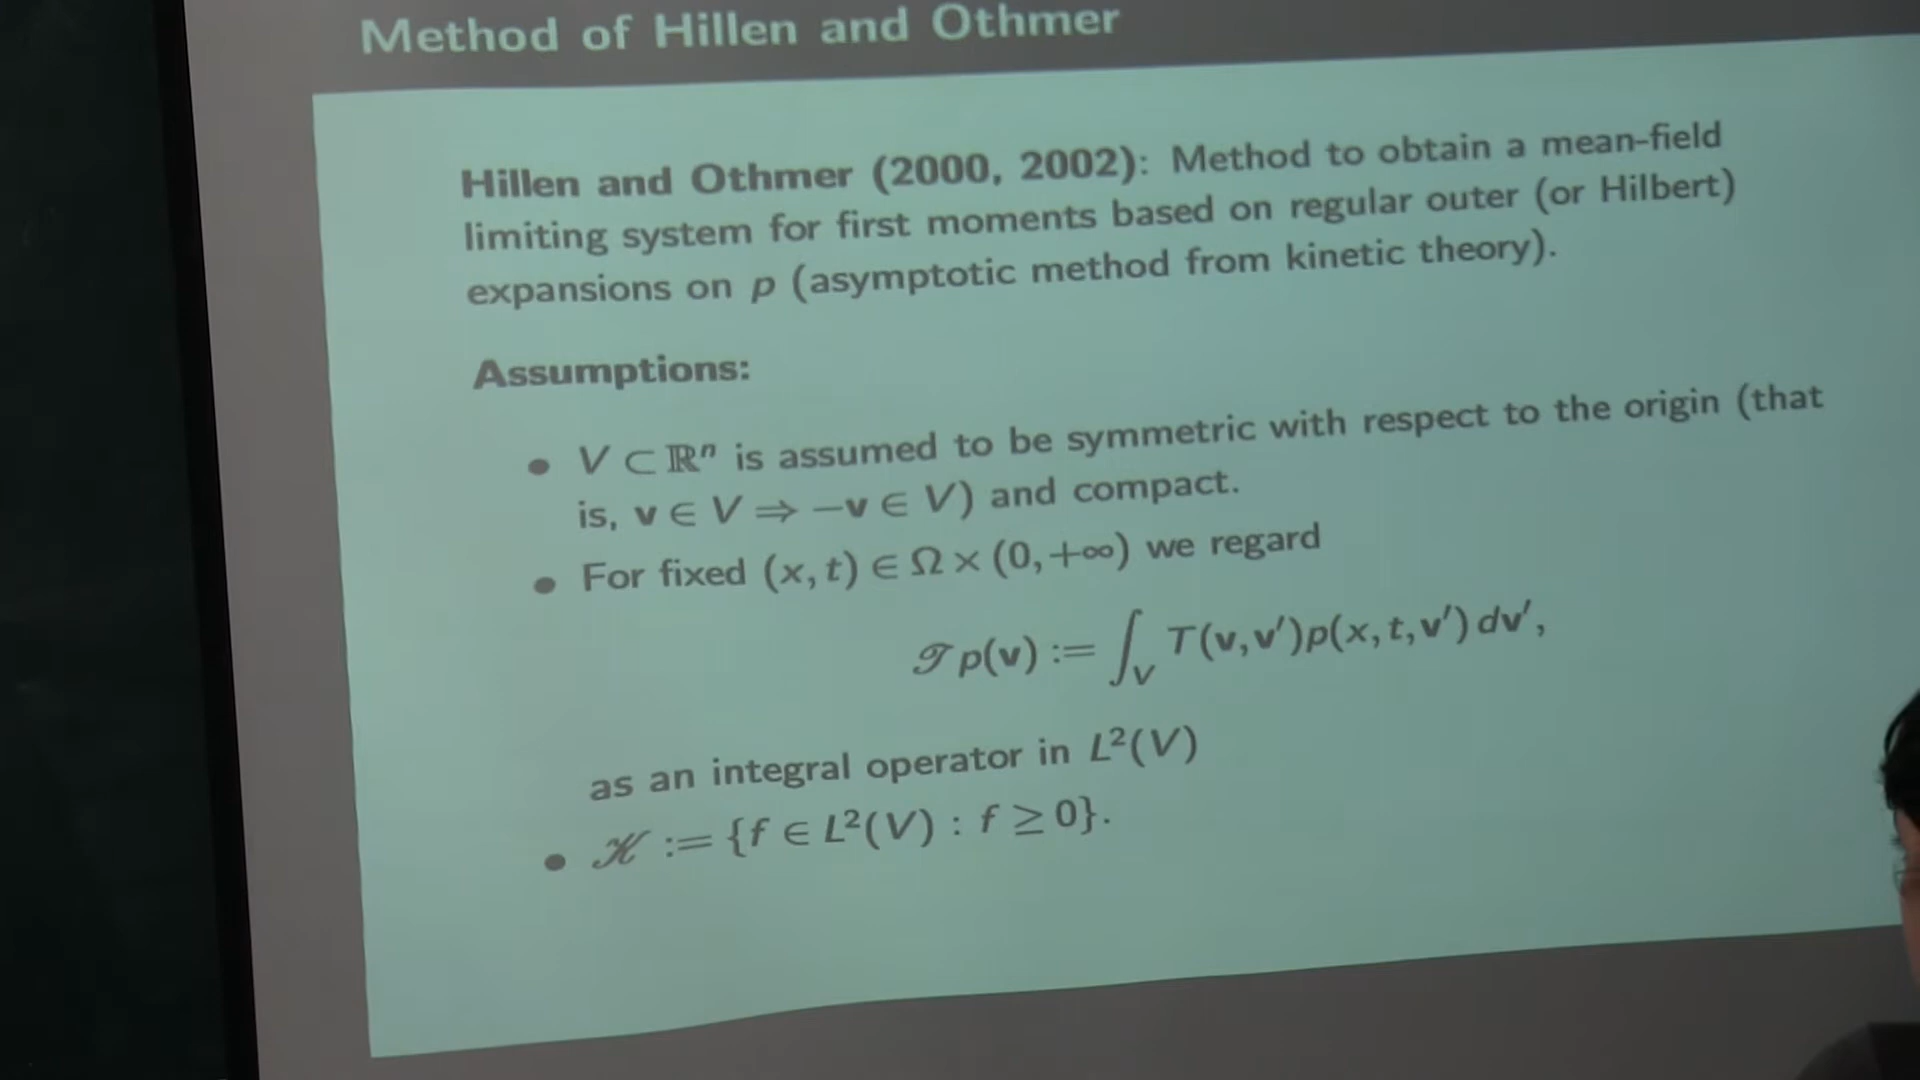 Method of Hillen and Othmer
Hillen and Othmer (2000, 2002): Method to obtain a mean-field
limiting system for first moments based on regular outer (or Hilbert)
expansions on p (asymptotic method from kinetic theory).
Assumptions:
• V ⊂ ℝⁿ is assumed to be symmetric with respect to the origin (that
is, v ∈ V ⇒ −v ∈ V) and compact.
• For fixed (x, t) ∈ Ω × (0, +∞) we regard
𝒯 p(v) := ∫_V T(v,v′)p(x, t, v′) dv′,
as an integral operator in L²(V)
• ℋ := {f ∈ L²(V) : f ≥ 0}.